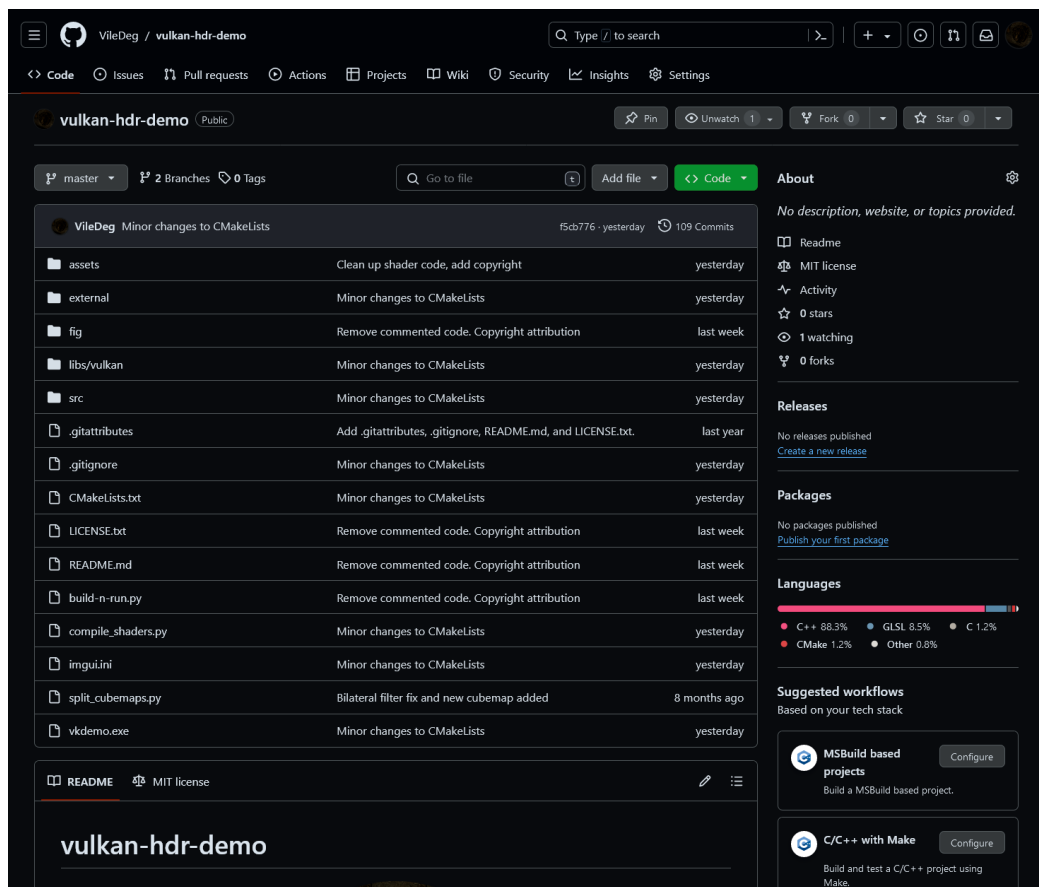 VileDeg / vulkan-hdr-demo
Type / to search
Code
Issues
Pull requests
Actions
Projects
Wiki
Security
Insights
Settings
vulkan-hdr-demo Public
Pin
Unwatch 1
Fork 0
Star 0
master
2 Branches
0 Tags
Go to file t
Add file
Code
VileDeg Minor changes to CMakeLists f5cb776 · yesterday 109 Commits
assets Clean up shader code, add copyright yesterday
external Minor changes to CMakeLists yesterday
fig Remove commented code. Copyright attribution last week
libs/vulkan Minor changes to CMakeLists yesterday
src Minor changes to CMakeLists yesterday
.gitattributes Add .gitattributes, .gitignore, README.md, and LICENSE.txt. last year
.gitignore Minor changes to CMakeLists yesterday
CMakeLists.txt Minor changes to CMakeLists yesterday
LICENSE.txt Remove commented code. Copyright attribution last week
README.md Remove commented code. Copyright attribution last week
build-n-run.py Remove commented code. Copyright attribution last week
compile_shaders.py Minor changes to CMakeLists yesterday
imgui.ini Minor changes to CMakeLists yesterday
split_cubemaps.py Bilateral filter fix and new cubemap added 8 months ago
vkdemo.exe Minor changes to CMakeLists yesterday
README
MIT license
vulkan-hdr-demo
About
No description, website, or topics provided.
Readme
MIT license
Activity
0 stars
1 watching
0 forks
Releases
No releases published
Create a new release
Packages
No packages published
Publish your first package
Languages
C++ 88.3% GLSL 8.5% C 1.2%
CMake 1.2% Other 0.8%
Suggested workflows
Based on your tech stack
MSBuild based
projects
Configure
Build a MSBuild based project.
C/C++ with Make
Configure
Build and test a C/C++ project using
Make.